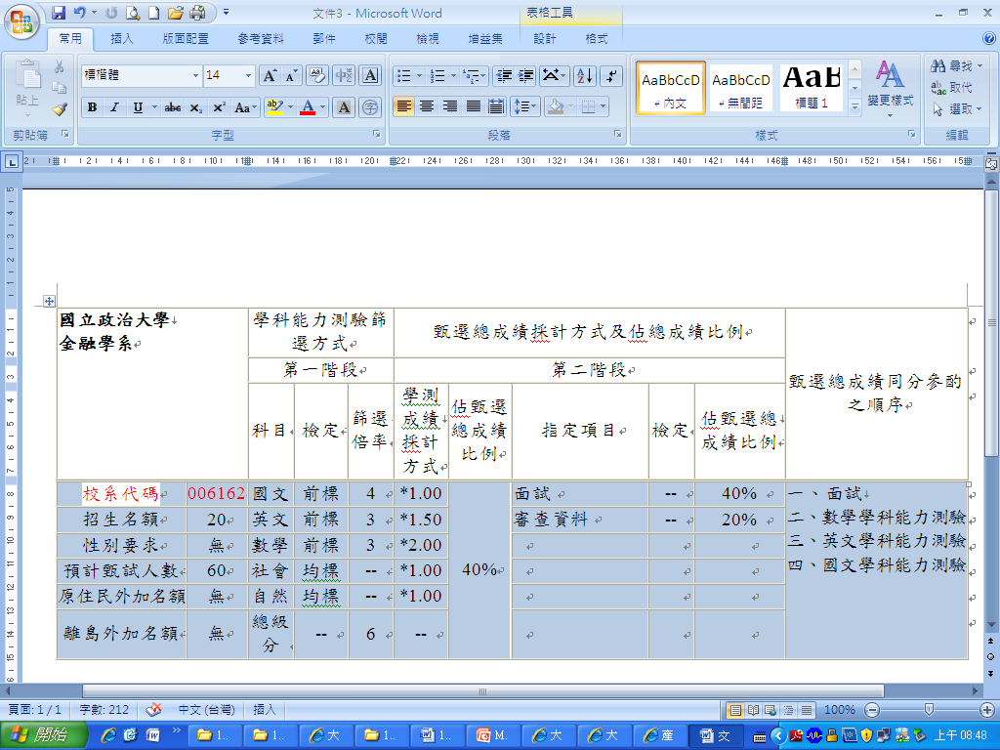 文件3 - Microsoft Word
表格工具
常用 插入 版面配置 參考資料 郵件 校閱 檢視 增益集 設計 格式
貼上
標楷體 14
B I U abc X₂ X² Aa
AaBbCcD AaBbCcD AaBb
內文 無間距 標題 1
變更樣式
尋找
取代
選取
剪貼簿 字型 段落 樣式 編輯
國立政治大學
金融學系
學科能力測驗篩選方式
甄選總成績採計方式及佔總成績比例
甄選總成績同分參酌之順序
第一階段 第二階段
科目 檢定 篩選倍率 學測成績採計方式 佔甄選總成績比例 指定項目 檢定 佔甄選總成績比例
校系代碼 006162 國文 前標 4 *1.00 面試 -- 40% 一、面試
招生名額 20 英文 前標 3 *1.50 審查資料 -- 20% 二、數學學科能力測驗
性別要求 無 數學 前標 3 *2.00 三、英文學科能力測驗
預計甄試人數 60 社會 均標 -- *1.00 40% 四、國文學科能力測驗
原住民外加名額 無 自然 均標 -- *1.00
離島外加名額 無 總級分 -- 6 --
頁面: 1 / 1 字數: 212 中文 (台灣) 插入 100%
開始 1... 1... 大 1... 1... M. 大 大 產 文 上午 08:48